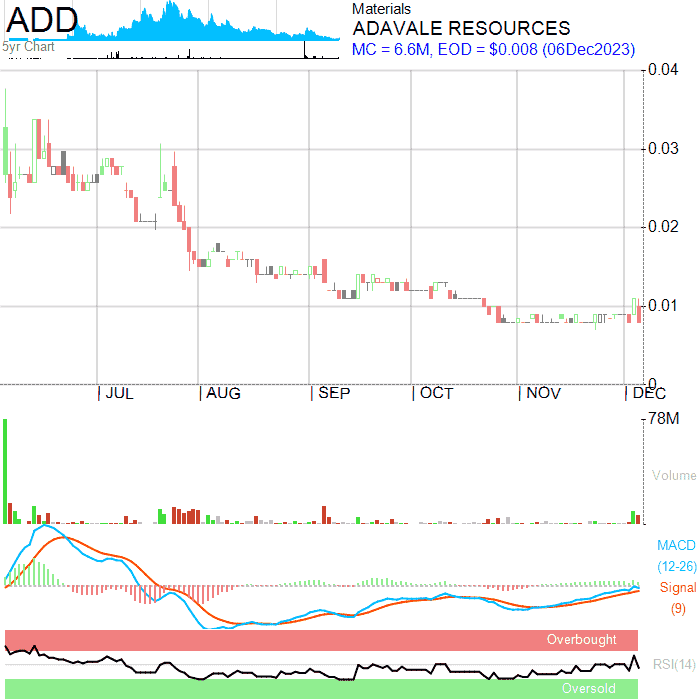 ADD
5yr Chart
Materials
ADAVALE RESOURCES
MC = 6.6M, EOD = $0.008 (06Dec2023)
0.04
0.03
0.02
0.01
0
| JUL | AUG | SEP | OCT | NOV | DEC
78M
Volume
MACD
(12-26)
Signal
(9)
Overbought
RSI(14)
Oversold